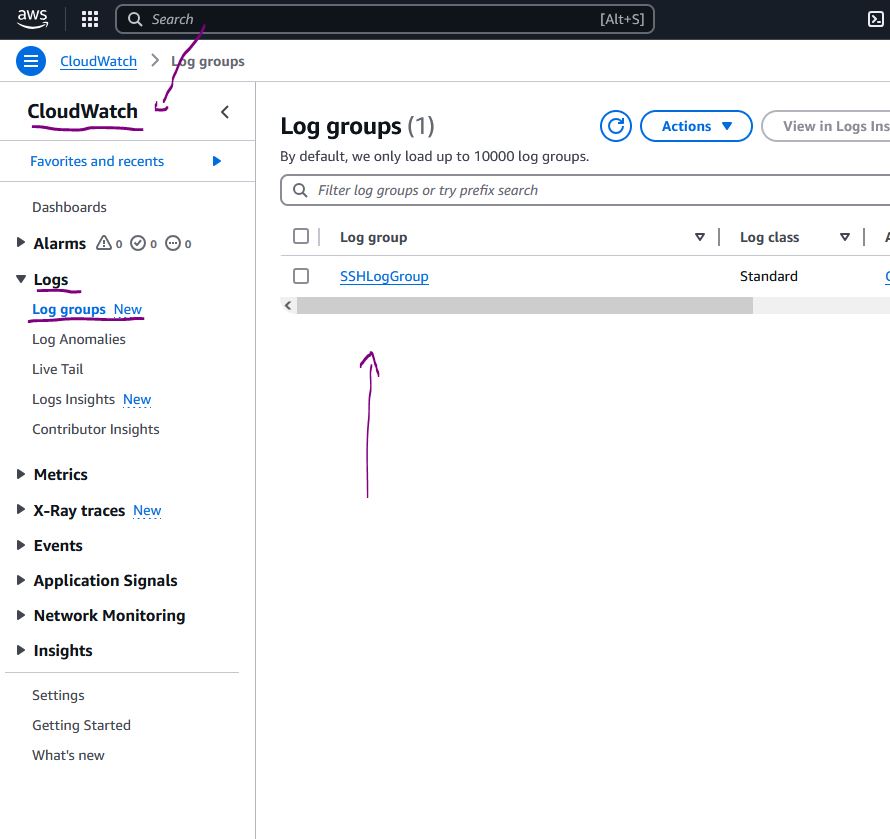 aws
Search [Alt+S]
CloudWatch > Log groups
CloudWatch
Favorites and recents
Dashboards
Alarms 0 0 0
Logs
Log groups New
Log Anomalies
Live Tail
Logs Insights New
Contributor Insights
Metrics
X-Ray traces New
Events
Application Signals
Network Monitoring
Insights
Settings
Getting Started
What's new
Log groups (1)
Actions
View in Logs Ins
By default, we only load up to 10000 log groups.
Filter log groups or try prefix search
Log group Log class
SSHLogGroup Standard